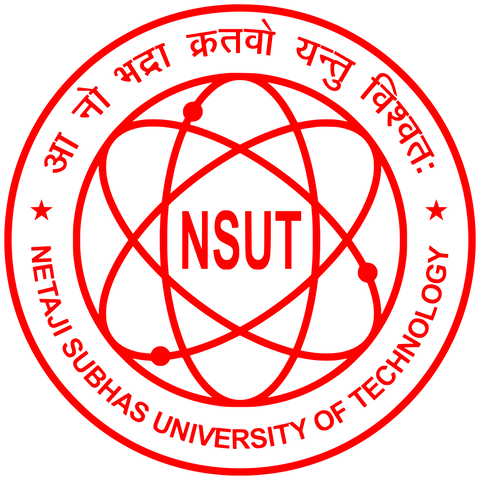 आ नो भद्रा क्रतवो यन्तु विश्वतः
NSUT
NETAJI SUBHAS UNIVERSITY OF TECHNOLOGY